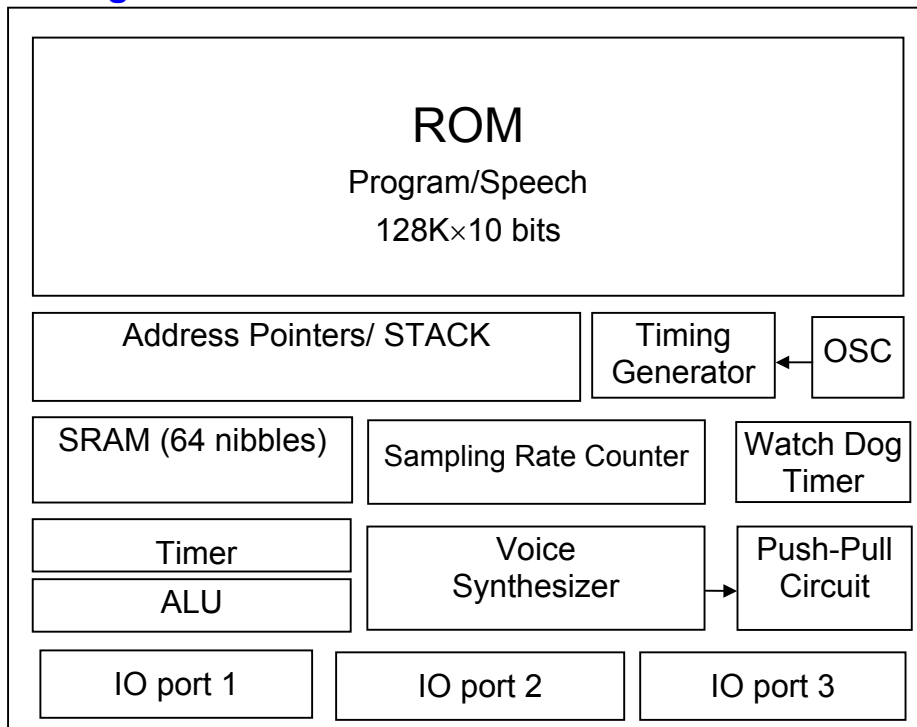 ROM
Program/Speech
128K×10 bits
Address Pointers/ STACK
Timing
Generator
OSC
SRAM (64 nibbles)
Sampling Rate Counter
Watch Dog
Timer
Timer
ALU
Voice
Synthesizer
Push-Pull
Circuit
IO port 1
IO port 2
IO port 3